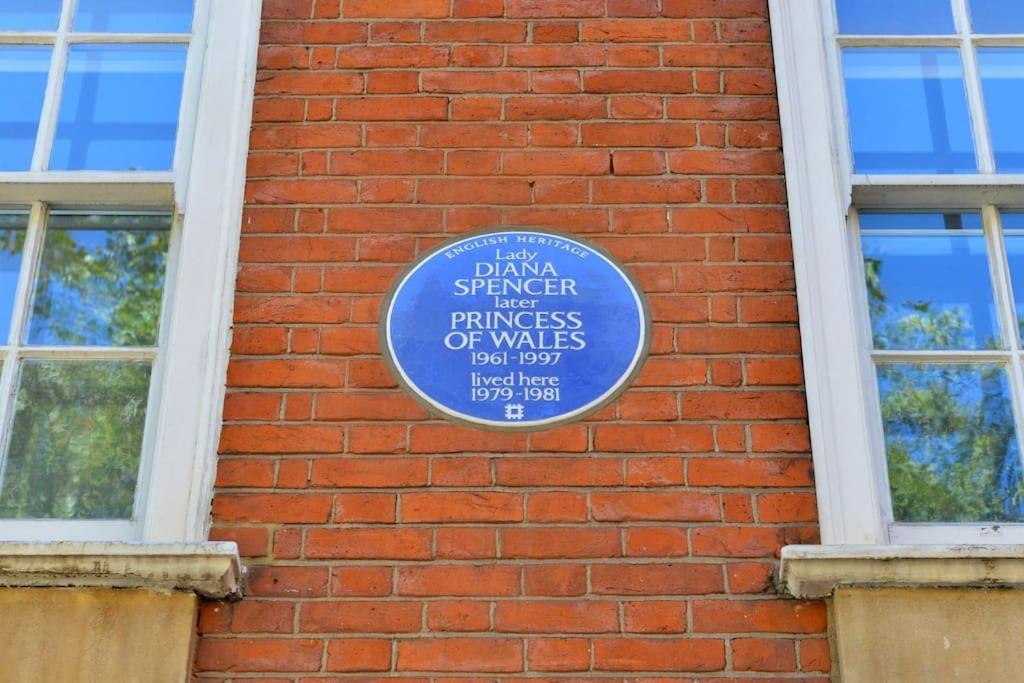 ENGLISH HERITAGE
Lady
DIANA
SPENCER
later
PRINCESS
OF WALES
1961-1997
lived here
1979-1981